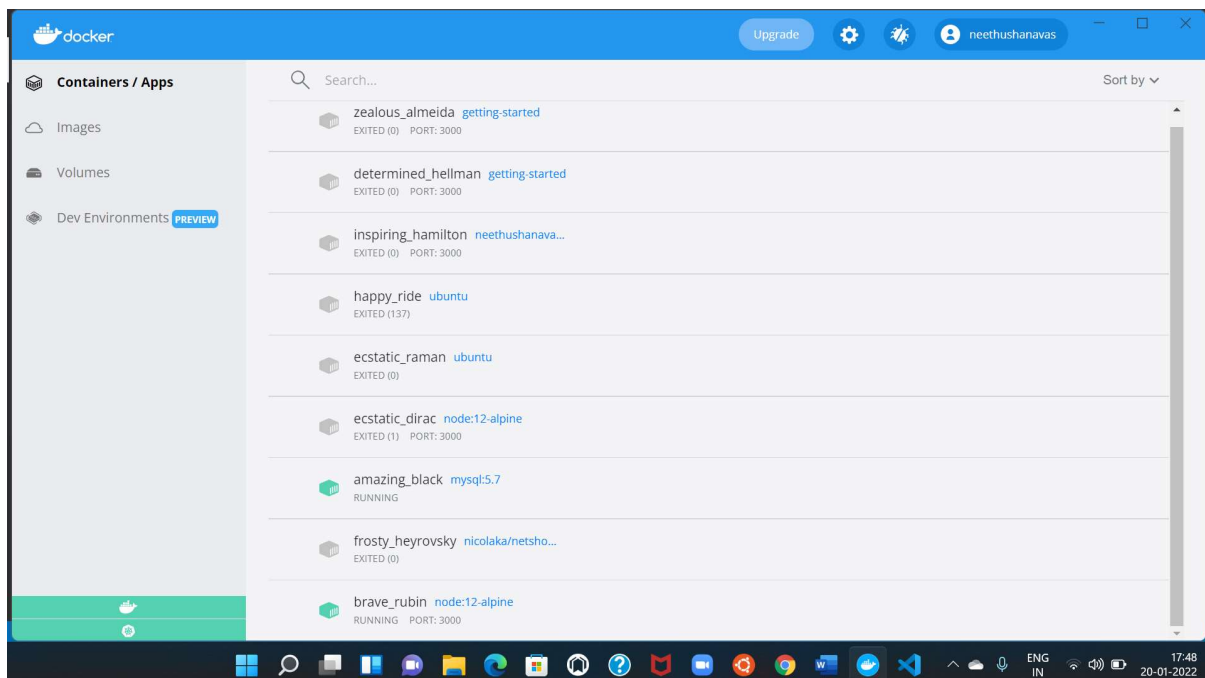 docker
Upgrade
neethushanavas
Containers / Apps
Images
Volumes
Dev Environments PREVIEW
Search...
Sort by
zealous_almeida getting-started
EXITED (0) PORT: 3000
determined_hellman getting-started
EXITED (0) PORT: 3000
inspiring_hamilton neethushanava...
EXITED (0) PORT: 3000
happy_ride ubuntu
EXITED (137)
ecstatic_raman ubuntu
EXITED (0)
ecstatic_dirac node:12-alpine
EXITED (1) PORT: 3000
amazing_black mysql:5.7
RUNNING
frosty_heyrovsky nicolaka/netsho...
EXITED (0)
brave_rubin node:12-alpine
RUNNING PORT: 3000
ENG
IN
17:48
20-01-2022